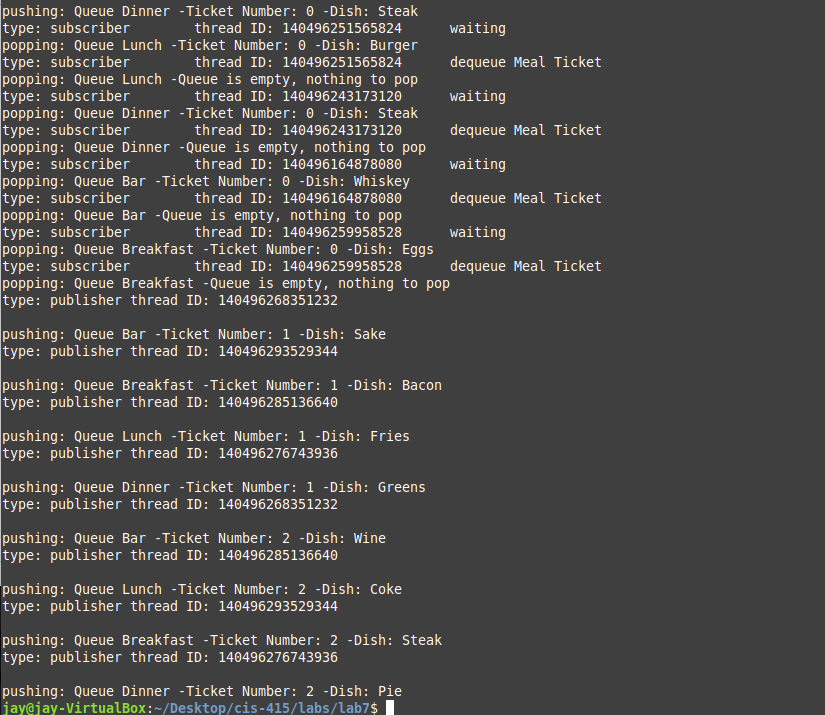 pushing: Queue Dinner -Ticket Number: 0 -Dish: Steak
type: subscriber        thread ID: 140496251565824      waiting
popping: Queue Lunch -Ticket Number: 0 -Dish: Burger
type: subscriber        thread ID: 140496251565824      dequeue Meal Ticket
popping: Queue Lunch -Queue is empty, nothing to pop
type: subscriber        thread ID: 140496243173120      waiting
popping: Queue Dinner -Ticket Number: 0 -Dish: Steak
type: subscriber        thread ID: 140496243173120      dequeue Meal Ticket
popping: Queue Dinner -Queue is empty, nothing to pop
type: subscriber        thread ID: 140496164878080      waiting
popping: Queue Bar -Ticket Number: 0 -Dish: Whiskey
type: subscriber        thread ID: 140496164878080      dequeue Meal Ticket
popping: Queue Bar -Queue is empty, nothing to pop
type: subscriber        thread ID: 140496259958528      waiting
popping: Queue Breakfast -Ticket Number: 0 -Dish: Eggs
type: subscriber        thread ID: 140496259958528      dequeue Meal Ticket
popping: Queue Breakfast -Queue is empty, nothing to pop
type: publisher thread ID: 140496268351232

pushing: Queue Bar -Ticket Number: 1 -Dish: Sake
type: publisher thread ID: 140496293529344

pushing: Queue Breakfast -Ticket Number: 1 -Dish: Bacon
type: publisher thread ID: 140496285136640

pushing: Queue Lunch -Ticket Number: 1 -Dish: Fries
type: publisher thread ID: 140496276743936

pushing: Queue Dinner -Ticket Number: 1 -Dish: Greens
type: publisher thread ID: 140496268351232

pushing: Queue Bar -Ticket Number: 2 -Dish: Wine
type: publisher thread ID: 140496285136640

pushing: Queue Lunch -Ticket Number: 2 -Dish: Coke
type: publisher thread ID: 140496293529344

pushing: Queue Breakfast -Ticket Number: 2 -Dish: Steak
type: publisher thread ID: 140496276743936

pushing: Queue Dinner -Ticket Number: 2 -Dish: Pie
jay@jay-VirtualBox:~/Desktop/cis-415/labs/lab7$